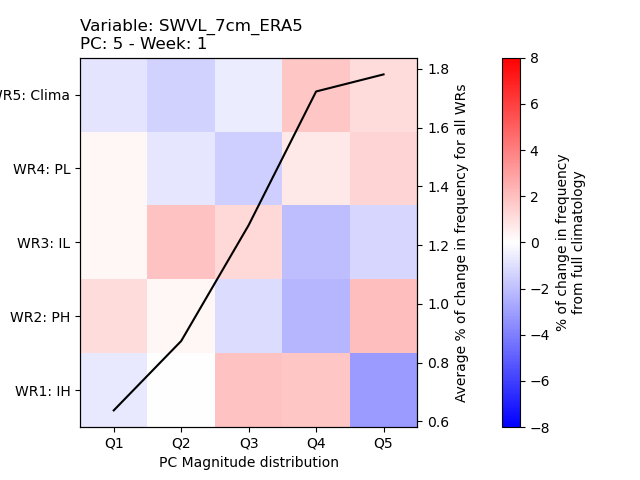 Variable: SWVL_7cm_ERA5
PC: 5 - Week: 1
WR5: Clima
WR4: PL
WR3: IL
WR2: PH
WR1: IH
Q1 Q2 Q3 Q4 Q5
PC Magnitude distribution
1.8
1.6
1.4
1.2
1.0
0.8
0.6
Average % of change in frequency for all WRs
8
6
4
2
0
−2
−4
−6
−8
% of change in frequency
from full climatology